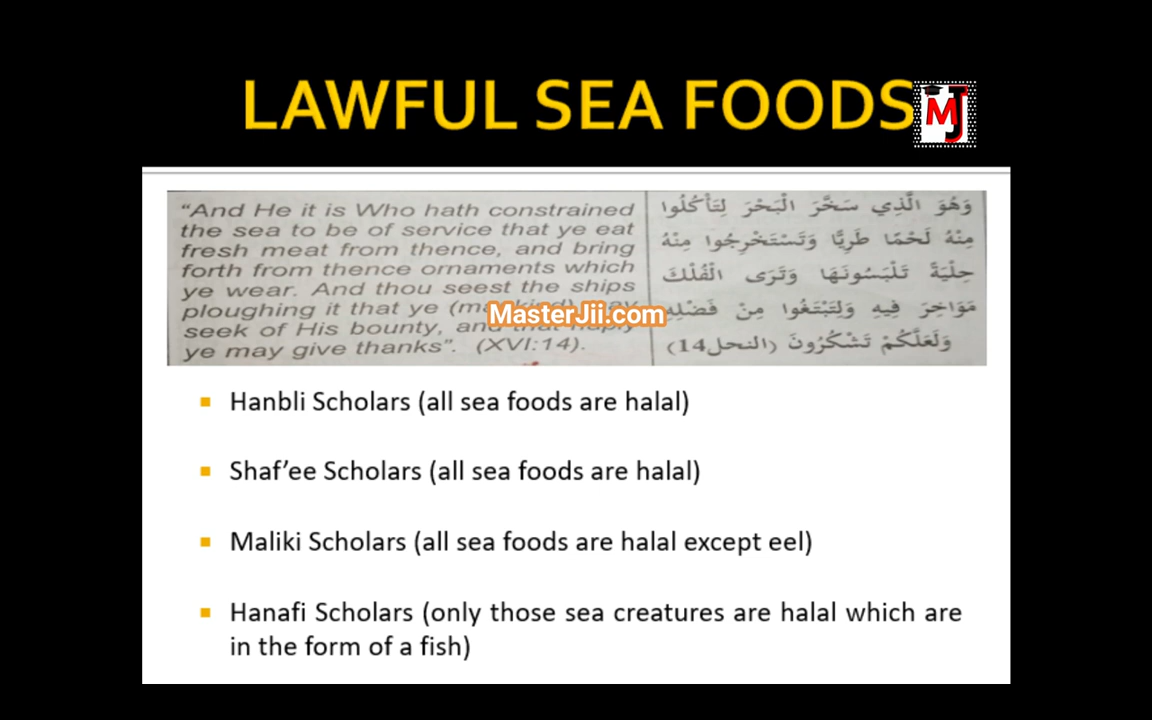 LAWFUL SEA FOODS
MJ
“And He it is Who hath constrained
the sea to be of service that ye eat
fresh meat from thence, and bring
forth from thence ornaments which
ye wear. And thou seest the ships
ploughing it that ye
seek of His bounty, and that haply
ye may give thanks”. (XVI:14).
وَهُوَ الَّذِي سَخَّرَ الْبَحْرَ لِتَأْكُلُوا
مِنْهُ لَحْمًا طَرِيًّا وَتَسْتَخْرِجُوا مِنْهُ
حِلْيَةً تَلْبَسُونَهَا وَتَرَى الْفُلْكَ
مَوَاخِرَ فِيهِ وَلِتَبْتَغُوا مِنْ فَضْلِهِ
وَلَعَلَّكُمْ تَشْكُرُونَ (النحل14)
MasterJii.com
▪ Hanbli Scholars (all sea foods are halal)
▪ Shaf’ee Scholars (all sea foods are halal)
▪ Maliki Scholars (all sea foods are halal except eel)
▪ Hanafi Scholars (only those sea creatures are halal which are
in the form of a fish)